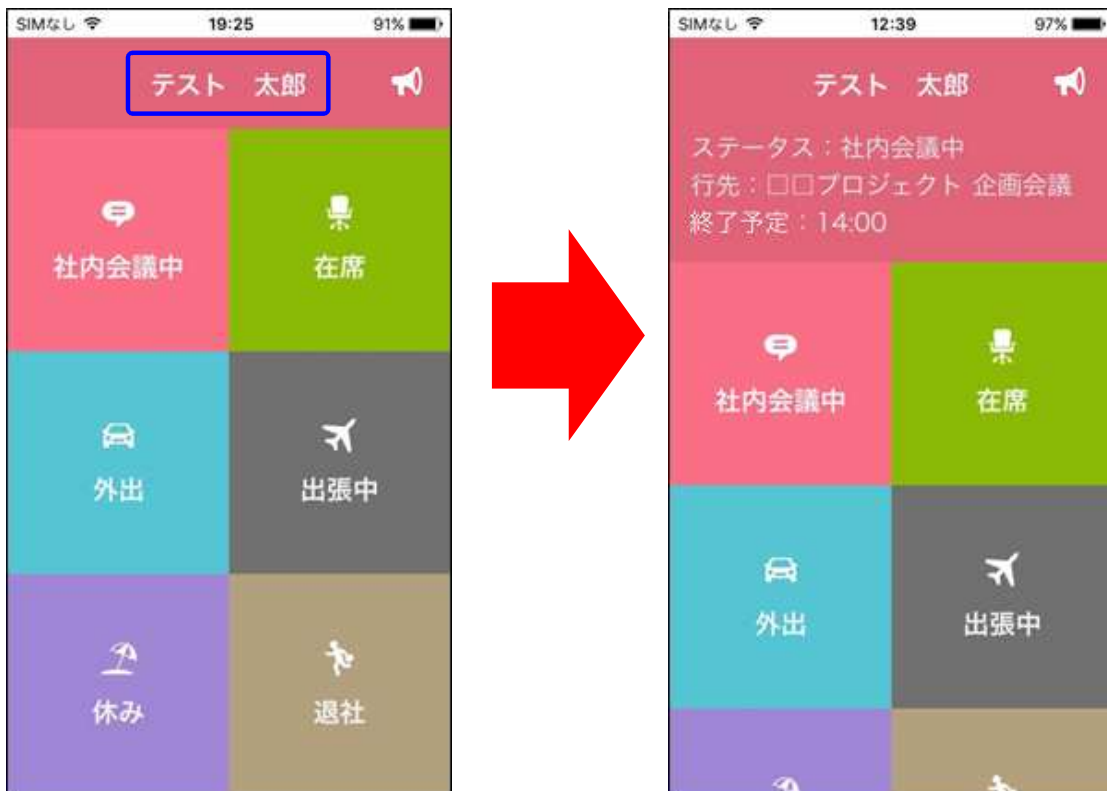 SIMなし 19:25 91%
テスト 太郎
社内会議中 在席
外出 出張中
休み 退社
SIMなし 12:39 97%
テスト 太郎
ステータス：社内会議中
行先：□□プロジェクト 企画会議
終了予定：14:00
社内会議中 在席
外出 出張中